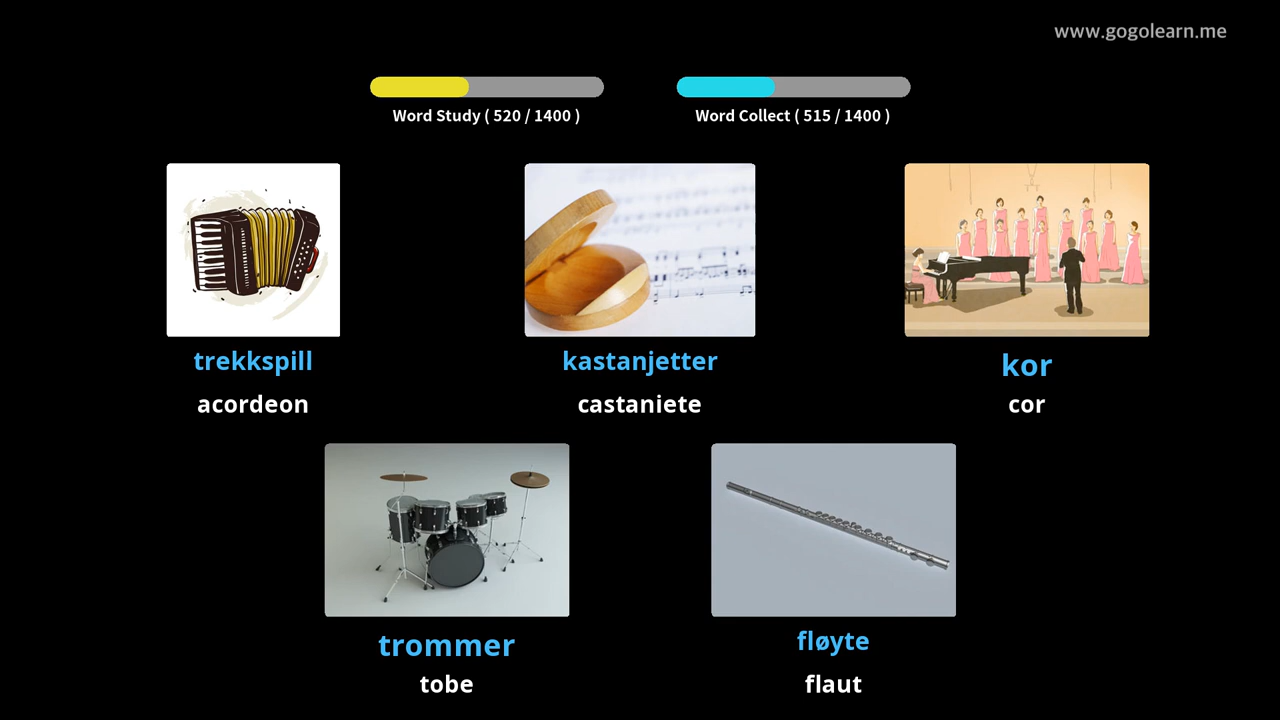 www.gogolearn.me
Word Study ( 520 / 1400 )
Word Collect ( 515 / 1400 )
trekkspill
acordeon
kastanjetter
castaniete
kor
cor
trommer
tobe
fløyte
flaut